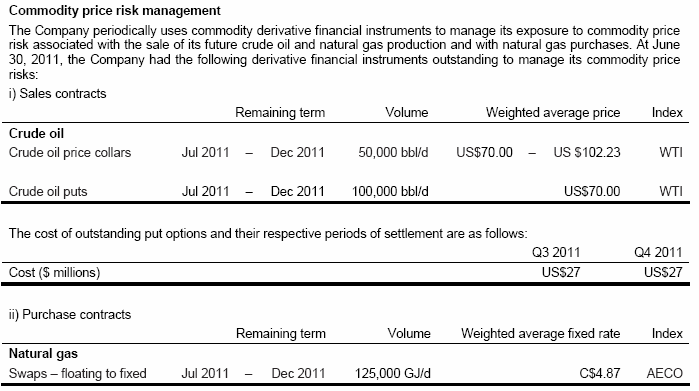 Commodity price risk management
The Company periodically uses commodity derivative financial instruments to manage its exposure to commodity price
risk associated with the sale of its future crude oil and natural gas production and with natural gas purchases. At June
30, 2011, the Company had the following derivative financial instruments outstanding to manage its commodity price
risks:
i) Sales contracts
Remaining term Volume Weighted average price Index
Crude oil
Crude oil price collars Jul 2011 – Dec 2011 50,000 bbl/d US$70.00 – US $102.23 WTI
Crude oil puts Jul 2011 – Dec 2011 100,000 bbl/d US$70.00 WTI
The cost of outstanding put options and their respective periods of settlement are as follows:
Q3 2011 Q4 2011
Cost ($ millions) US$27 US$27
ii) Purchase contracts
Remaining term Volume Weighted average fixed rate Index
Natural gas
Swaps – floating to fixed Jul 2011 – Dec 2011 125,000 GJ/d C$4.87 AECO